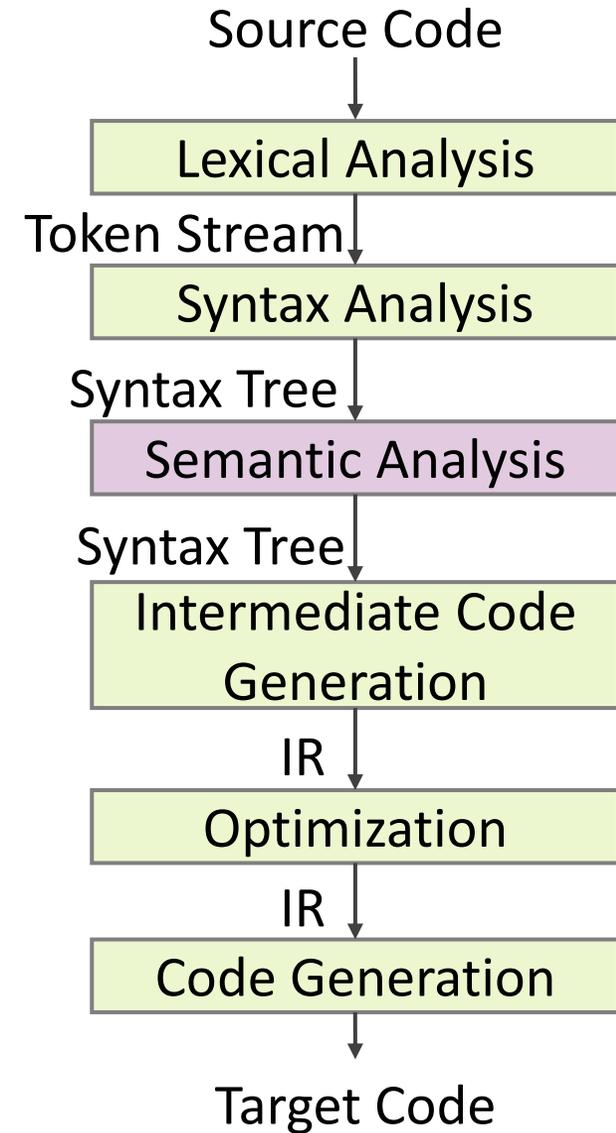 Source Code
Lexical Analysis
Token Stream
Syntax Analysis
Syntax Tree
Semantic Analysis
Syntax Tree
Intermediate Code
Generation
IR
Optimization
IR
Code Generation
Target Code